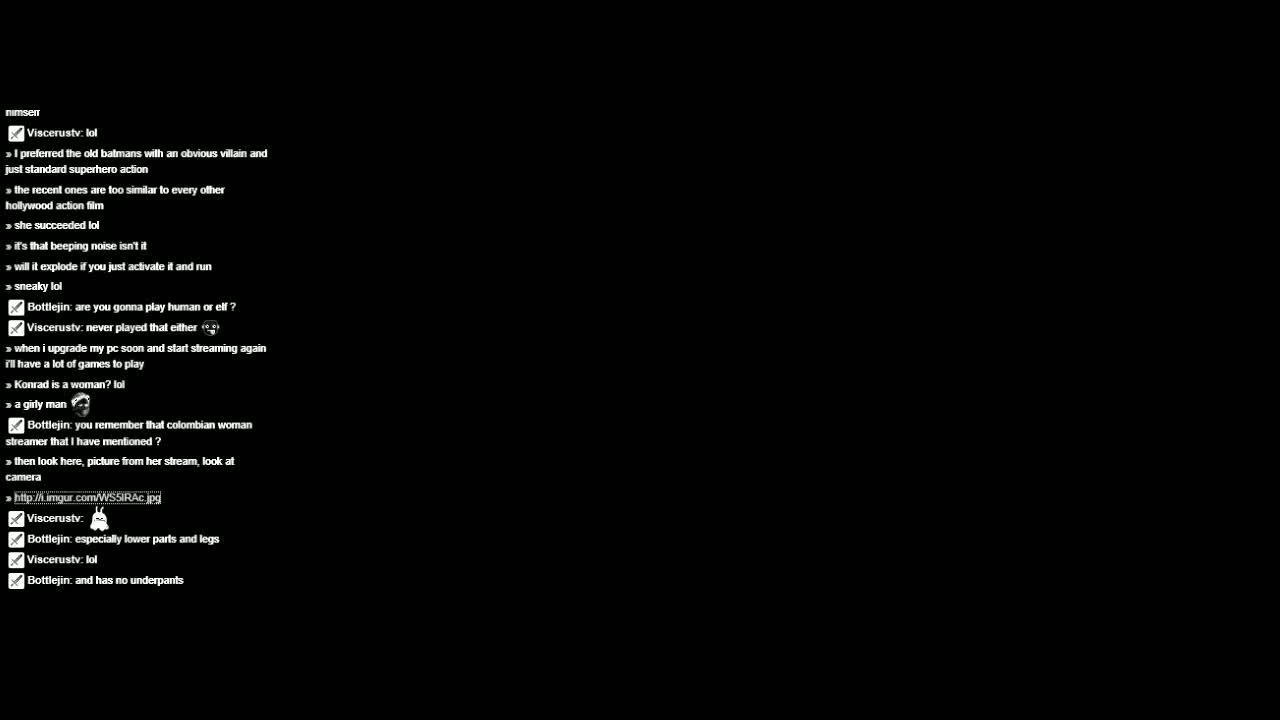 Viscerustv: lol
» I preferred the old batmans with an obvious villain and
just standard superhero action
» the recent ones are too similar to every other
hollywood action film
» she succeeded lol
» it's that beeping noise isn't it
» will it explode if you just activate it and run
» sneaky lol
Bottlejin: are you gonna play human or elf ?
Viscerustv: never played that either
» when i upgrade my pc soon and start streaming again
i'll have a lot of games to play
» Konrad is a woman? lol
» a girly man
Bottlejin: you remember that colombian woman
streamer that I have mentioned ?
» then look here, picture from her stream, look at
camera
» http://i.imgur.com/WS5IRAc.jpg
Viscerustv:
Bottlejin: especially lower parts and legs
Viscerustv: lol
Bottlejin: and has no underpants